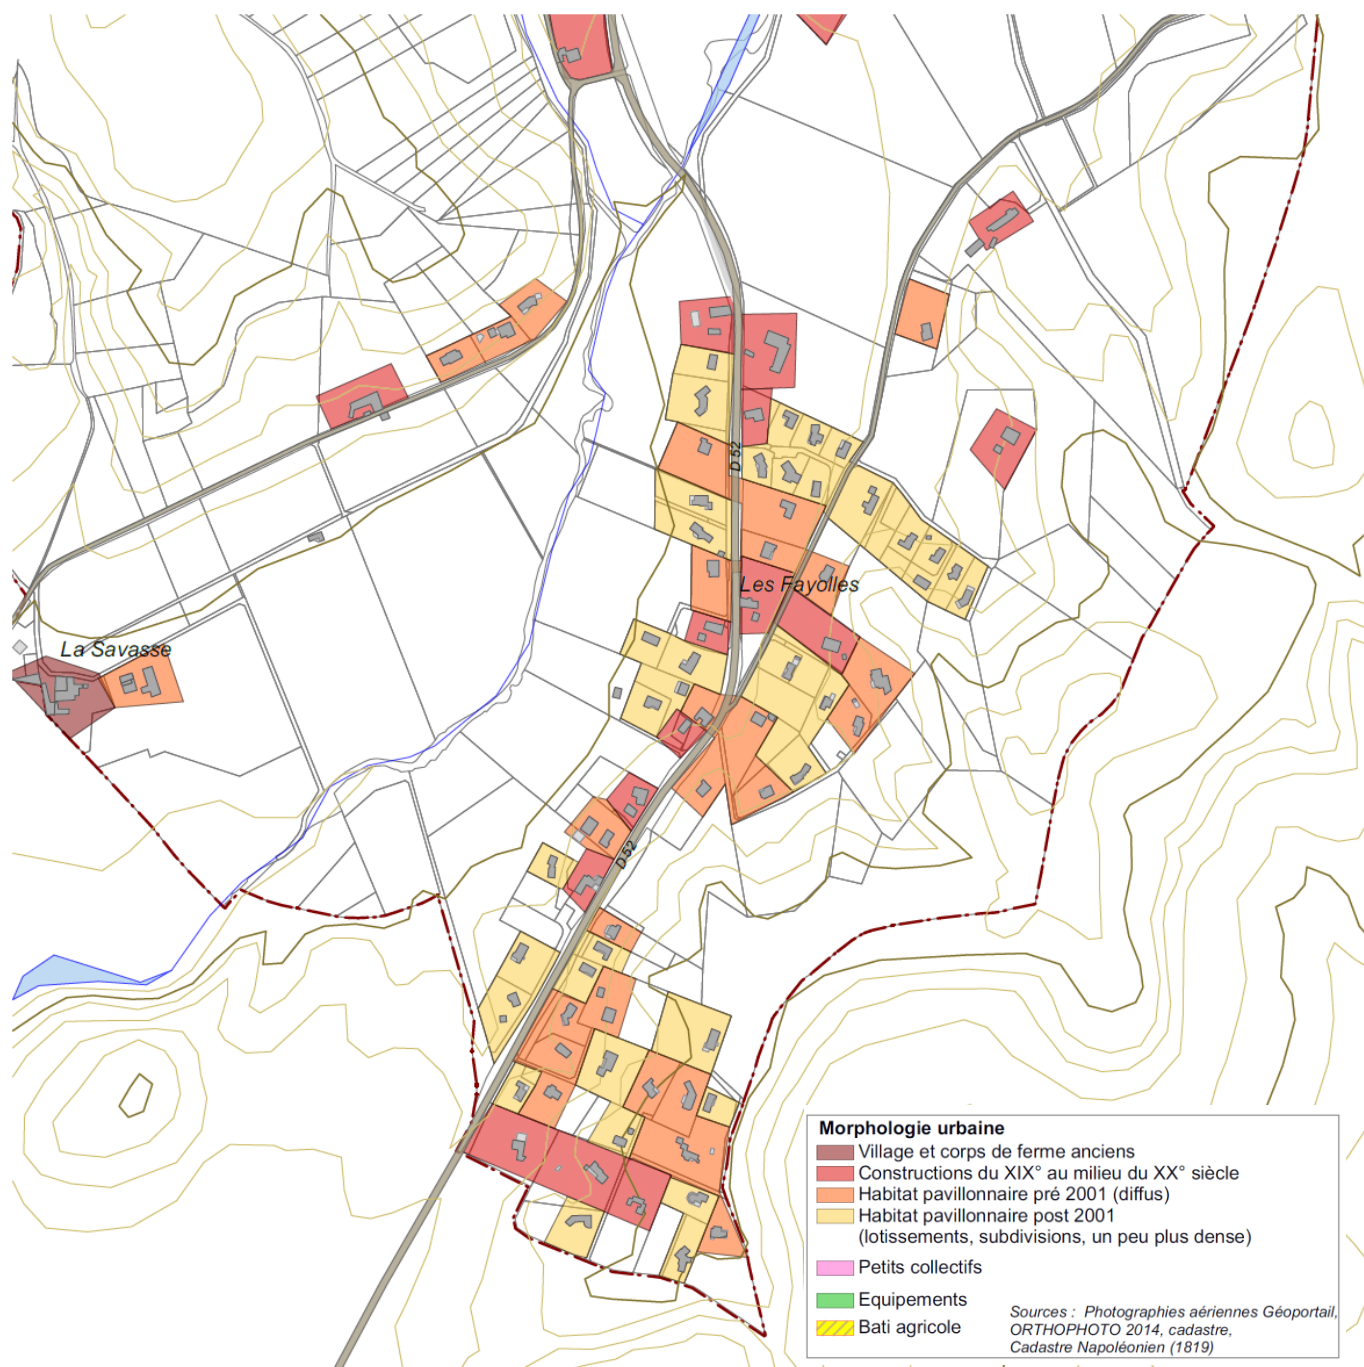 D 52
Les Fayolles
La Savasse
D 52
Morphologie urbaine
Village et corps de ferme anciens
Constructions du XIX° au milieu du XX° siècle
Habitat pavillonnaire pré 2001 (diffus)
Habitat pavillonnaire post 2001
(lotissements, subdivisions, un peu plus dense)
Petits collectifs
Equipements
Bati agricole
Sources : Photographies aériennes Géoportail,
ORTHOPHOTO 2014, cadastre,
Cadastre Napoléonien (1819)